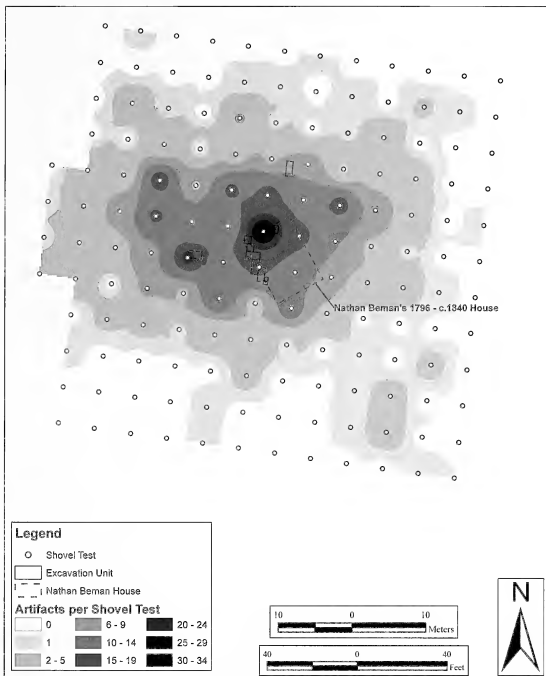 Nathan Beman's 1796 - c.1340 House
Legend
Shovel Test
Excavation Unit
Nathan Beman House
Artifacts per Shovel Test
0 6 - 9 20 - 24
1 10 - 14 25 - 29
2 - 5 15 - 19 30 - 34
10 0 10
Meters
40 0 40
Feet
N